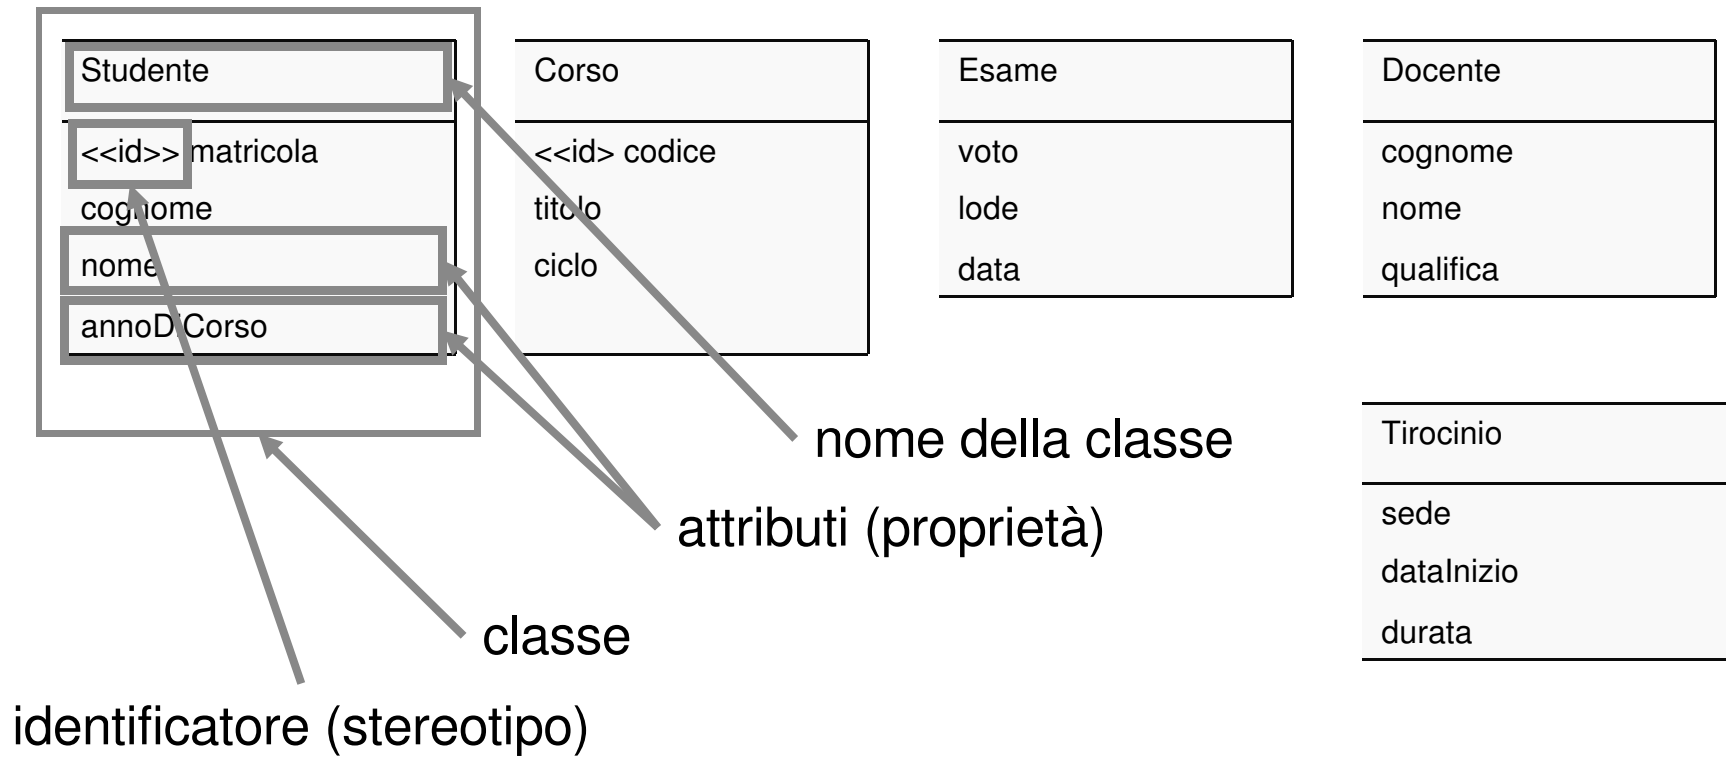 Studente
<<id>> matricola
cognome
nome
annoDiCorso
Corso
<<id> codice
titolo
ciclo
Esame
voto
lode
data
Docente
cognome
nome
qualifica
Tirocinio
sede
dataInizio
durata
nome della classe
attributi (proprietà)
classe
identificatore (stereotipo)